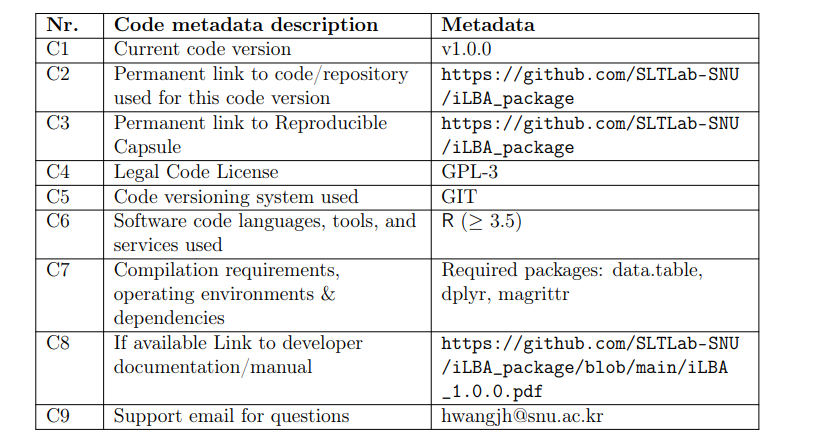 Nr. Code metadata description Metadata
C1 Current code version v1.0.0
C2 Permanent link to code/repository https://github.com/SLTLab-SNU
used for this code version /iLBA_package
C3 Permanent link to Reproducible https://github.com/SLTLab-SNU
Capsule /iLBA_package
C4 Legal Code License GPL-3
C5 Code versioning system used GIT
C6 Software code languages, tools, and R (≥ 3.5)
services used
C7 Compilation requirements, Required packages: data.table,
operating environments & dplyr, magrittr
dependencies
C8 If available Link to developer https://github.com/SLTLab-SNU
documentation/manual /iLBA_package/blob/main/iLBA
_1.0.0.pdf
C9 Support email for questions hwangjh@snu.ac.kr